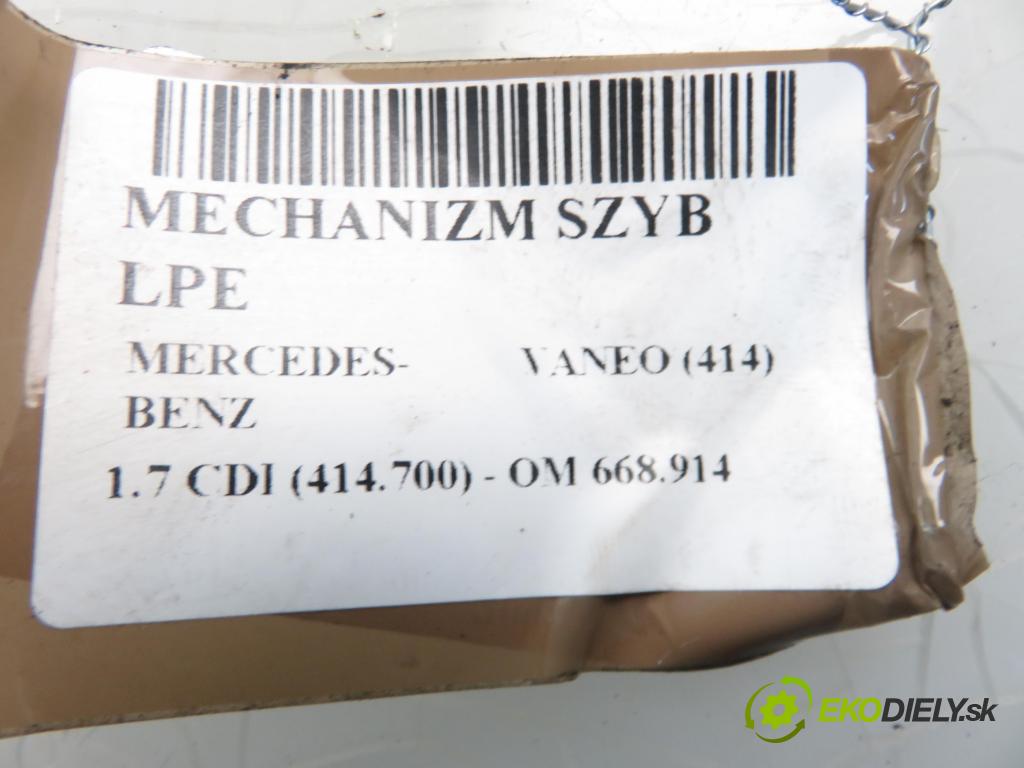 MECHANIZM SZYB
LPE
MERCEDES- VANEO (414)
BENZ
1.7 CDI (414.700) - OM 668.914
EKODIELY.sk